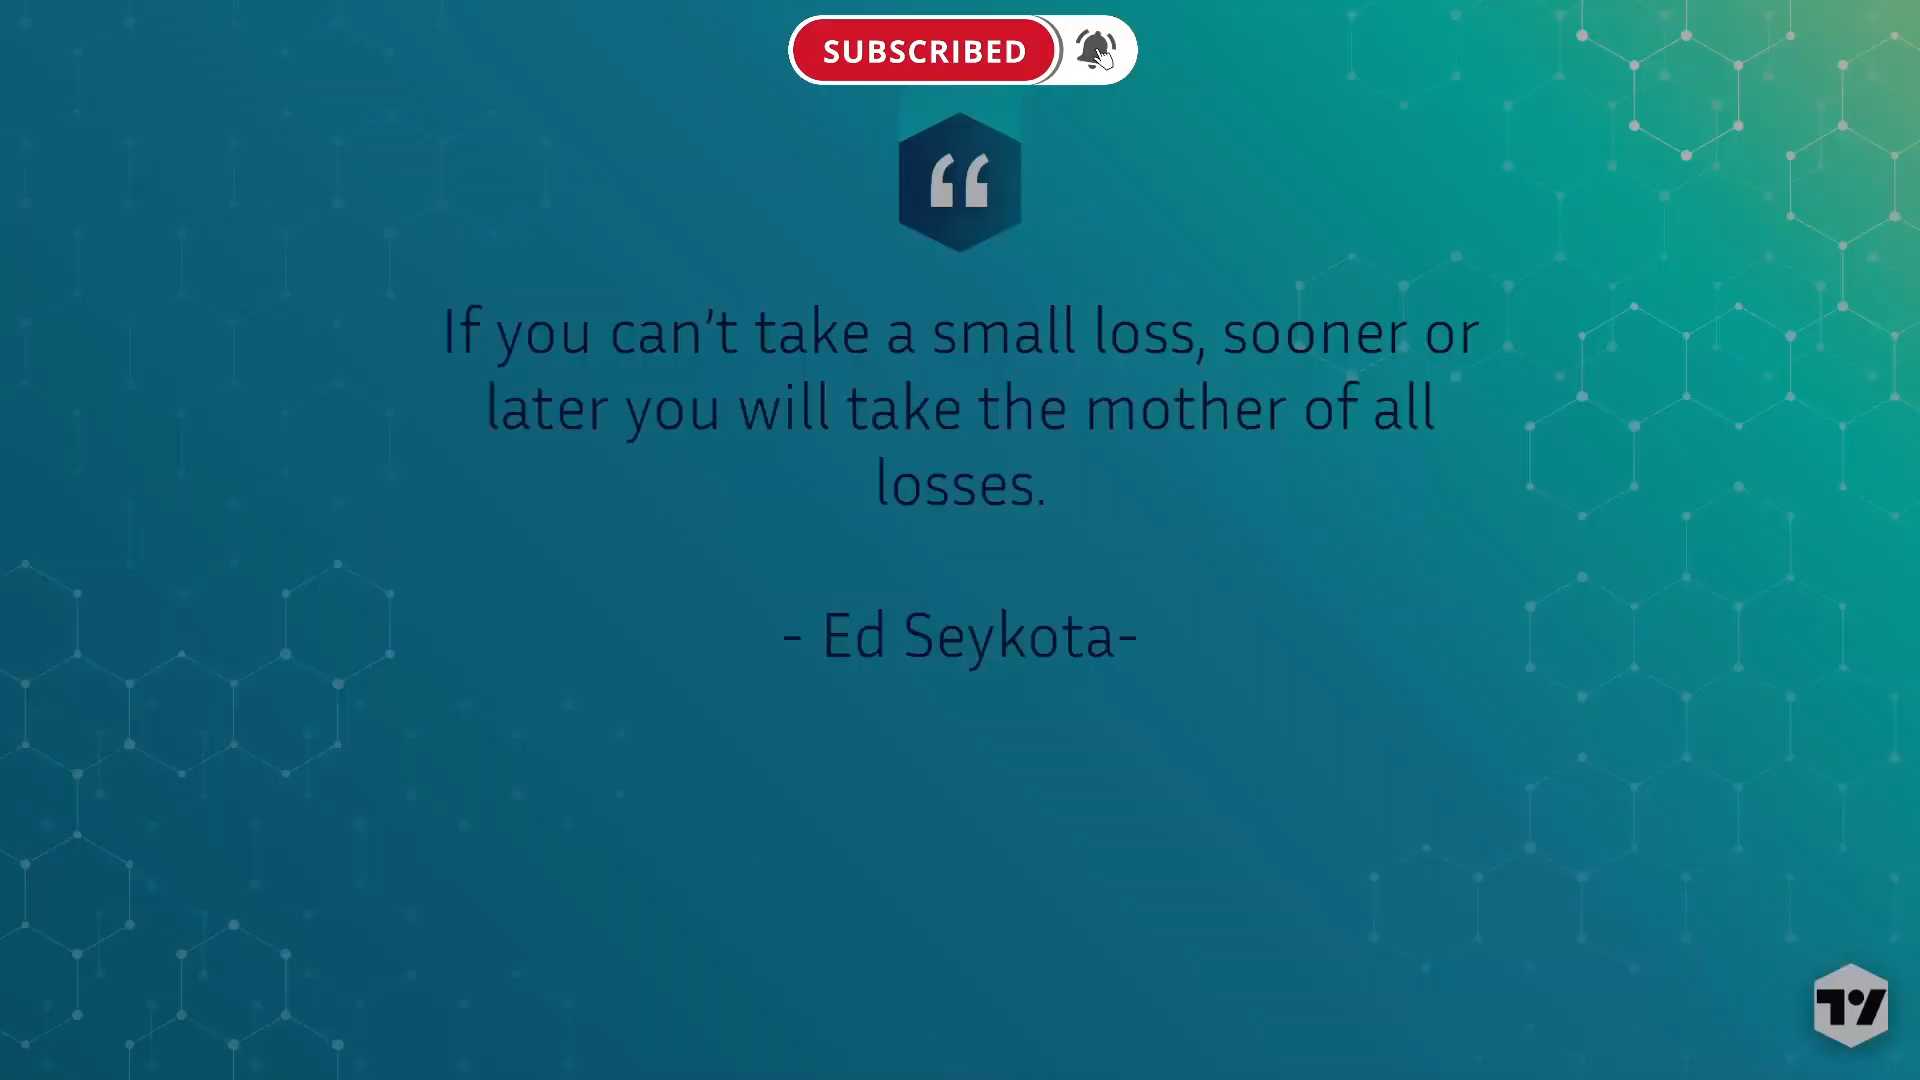 SUBSCRIBED
“
If you can’t take a small loss, sooner or
later you will take the mother of all
losses.
- Ed Seykota-
TV